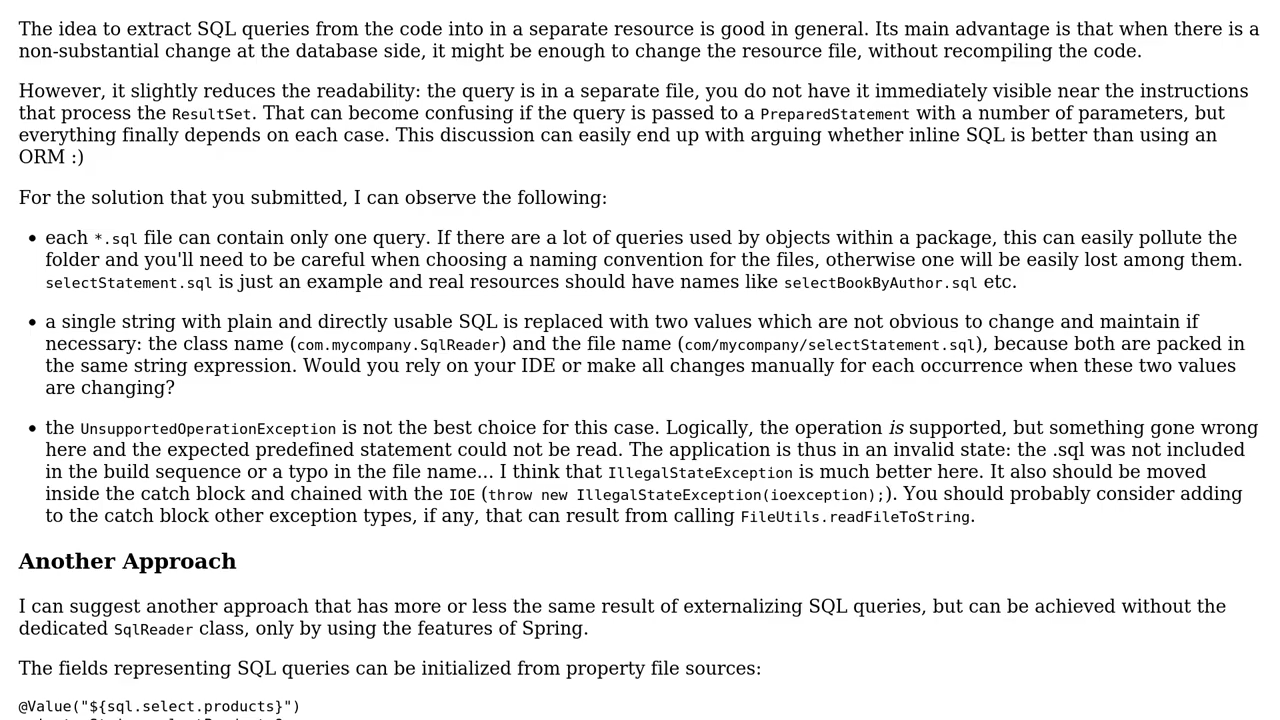 The idea to extract SQL queries from the code into in a separate resource is good in general. Its main advantage is that when there is a
non-substantial change at the database side, it might be enough to change the resource file, without recompiling the code.
However, it slightly reduces the readability: the query is in a separate file, you do not have it immediately visible near the instructions
that process the ResultSet. That can become confusing if the query is passed to a PreparedStatement with a number of parameters, but
everything finally depends on each case. This discussion can easily end up with arguing whether inline SQL is better than using an
ORM :)
For the solution that you submitted, I can observe the following:
• each *.sql file can contain only one query. If there are a lot of queries used by objects within a package, this can easily pollute the
folder and you'll need to be careful when choosing a naming convention for the files, otherwise one will be easily lost among them.
selectStatement.sql is just an example and real resources should have names like selectBookByAuthor.sql etc.
• a single string with plain and directly usable SQL is replaced with two values which are not obvious to change and maintain if
necessary: the class name (com.mycompany.SqlReader) and the file name (com/mycompany/selectStatement.sql), because both are packed in
the same string expression. Would you rely on your IDE or make all changes manually for each occurrence when these two values
are changing?
• the UnsupportedOperationException is not the best choice for this case. Logically, the operation is supported, but something gone wrong
here and the expected predefined statement could not be read. The application is thus in an invalid state: the .sql was not included
in the build sequence or a typo in the file name... I think that IllegalStateException is much better here. It also should be moved
inside the catch block and chained with the IOE (throw new IllegalStateException(ioexception);). You should probably consider adding
to the catch block other exception types, if any, that can result from calling FileUtils.readFileToString.
Another Approach
I can suggest another approach that has more or less the same result of externalizing SQL queries, but can be achieved without the
dedicated SqlReader class, only by using the features of Spring.
The fields representing SQL queries can be initialized from property file sources:
@Value("${sql.select.products}")